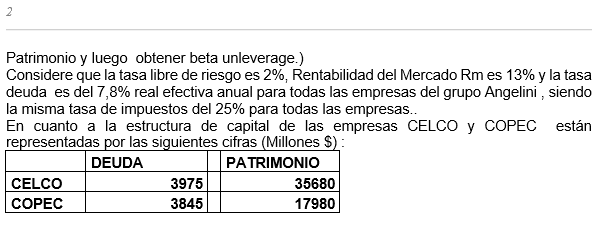 2
Patrimonio y luego obtener beta unleverage.)
Considere que la tasa libre de riesgo es 2%, Rentabilidad del Mercado Rm es 13% y la tasa
deuda es del 7,8% real efectiva anual para todas las empresas del grupo Angelini , siendo
la misma tasa de impuestos del 25% para todas las empresas..
En cuanto a la estructura de capital de las empresas CELCO y COPEC están
representadas por las siguientes cifras (Millones $) :
DEUDA PATRIMONIO
CELCO 3975 35680
COPEC 3845 17980